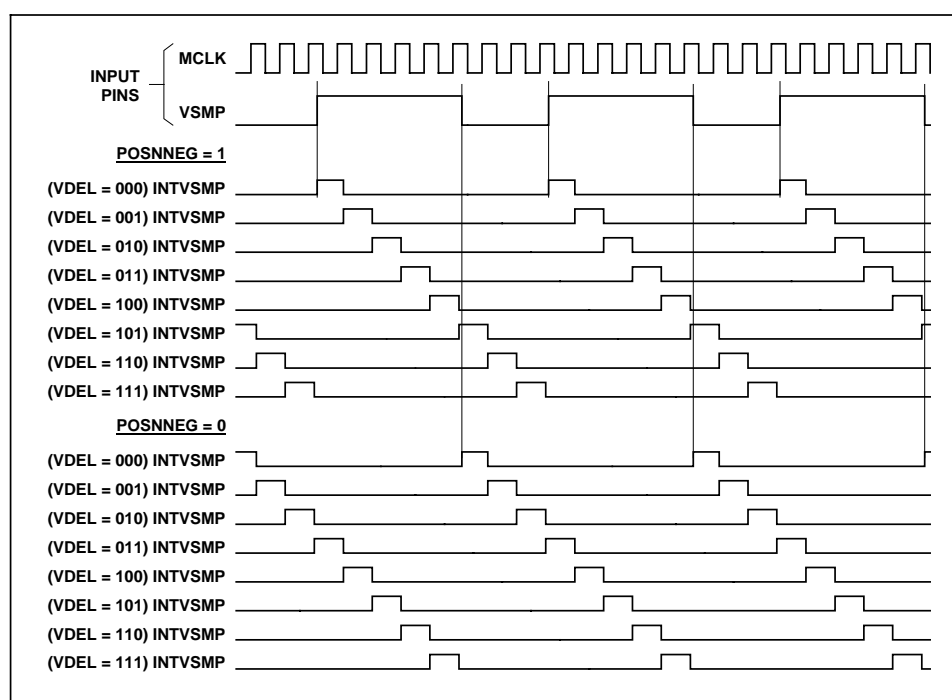 MCLK
INPUT
PINS
VSMP
POSNNEG = 1
(VDEL = 000) INTVSMP
(VDEL = 001) INTVSMP
(VDEL = 010) INTVSMP
(VDEL = 011) INTVSMP
(VDEL = 100) INTVSMP
(VDEL = 101) INTVSMP
(VDEL = 110) INTVSMP
(VDEL = 111) INTVSMP
POSNNEG = 0
(VDEL = 000) INTVSMP
(VDEL = 001) INTVSMP
(VDEL = 010) INTVSMP
(VDEL = 011) INTVSMP
(VDEL = 100) INTVSMP
(VDEL = 101) INTVSMP
(VDEL = 110) INTVSMP
(VDEL = 111) INTVSMP